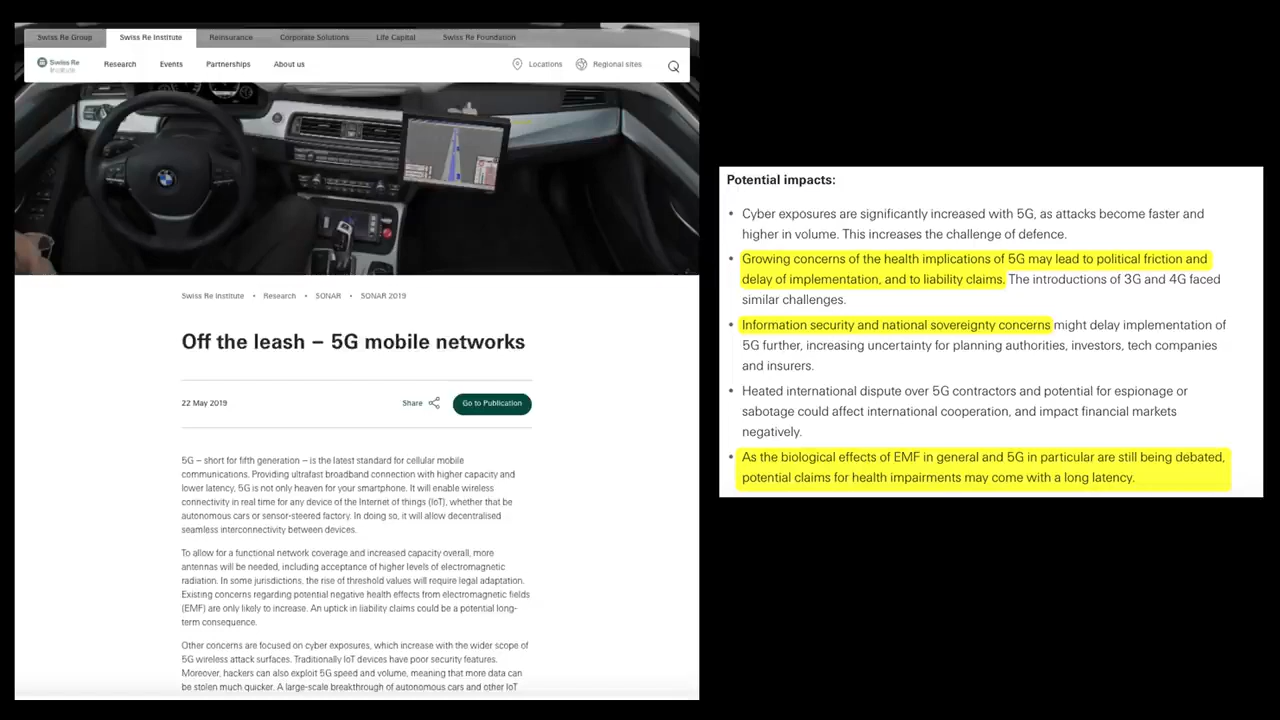 Swiss Re Group
Swiss Re Institute
Reinsurance
Corporate Solutions
Life Capital
Swiss Re Foundation
Swiss Re
Institute
Research
Events
Partnerships
About us
Locations
Regional sites
Swiss Re Institute • Research • SONAR • SONAR 2019
Off the leash – 5G mobile networks
22 May 2019
Share
Go to Publication
5G – short for fifth generation – is the latest standard for cellular mobile
communications. Providing ultrafast broadband connection with higher capacity and
lower latency, 5G is not only heaven for your smartphone. It will enable wireless
connectivity in real time for any device of the Internet of things (IoT), whether that be
autonomous cars or sensor-steered factory. In doing so, it will allow decentralised
seamless interconnectivity between devices.
To allow for a functional network coverage and increased capacity overall, more
antennas will be needed, including acceptance of higher levels of electromagnetic
radiation. In some jurisdictions, the rise of threshold values will require legal adaptation.
Existing concerns regarding potential negative health effects from electromagnetic fields
(EMF) are only likely to increase. An uptick in liability claims could be a potential long-
term consequence.
Other concerns are focused on cyber exposures, which increase with the wider scope of
5G wireless attack surfaces. Traditionally IoT devices have poor security features.
Moreover, hackers can also exploit 5G speed and volume, meaning that more data can
be stolen much quicker. A large-scale breakthrough of autonomous cars and other IoT
Potential impacts:
• Cyber exposures are significantly increased with 5G, as attacks become faster and
higher in volume. This increases the challenge of defence.
• Growing concerns of the health implications of 5G may lead to political friction and
delay of implementation, and to liability claims. The introductions of 3G and 4G faced
similar challenges.
• Information security and national sovereignty concerns might delay implementation of
5G further, increasing uncertainty for planning authorities, investors, tech companies
and insurers.
• Heated international dispute over 5G contractors and potential for espionage or
sabotage could affect international cooperation, and impact financial markets
negatively.
• As the biological effects of EMF in general and 5G in particular are still being debated,
potential claims for health impairments may come with a long latency.